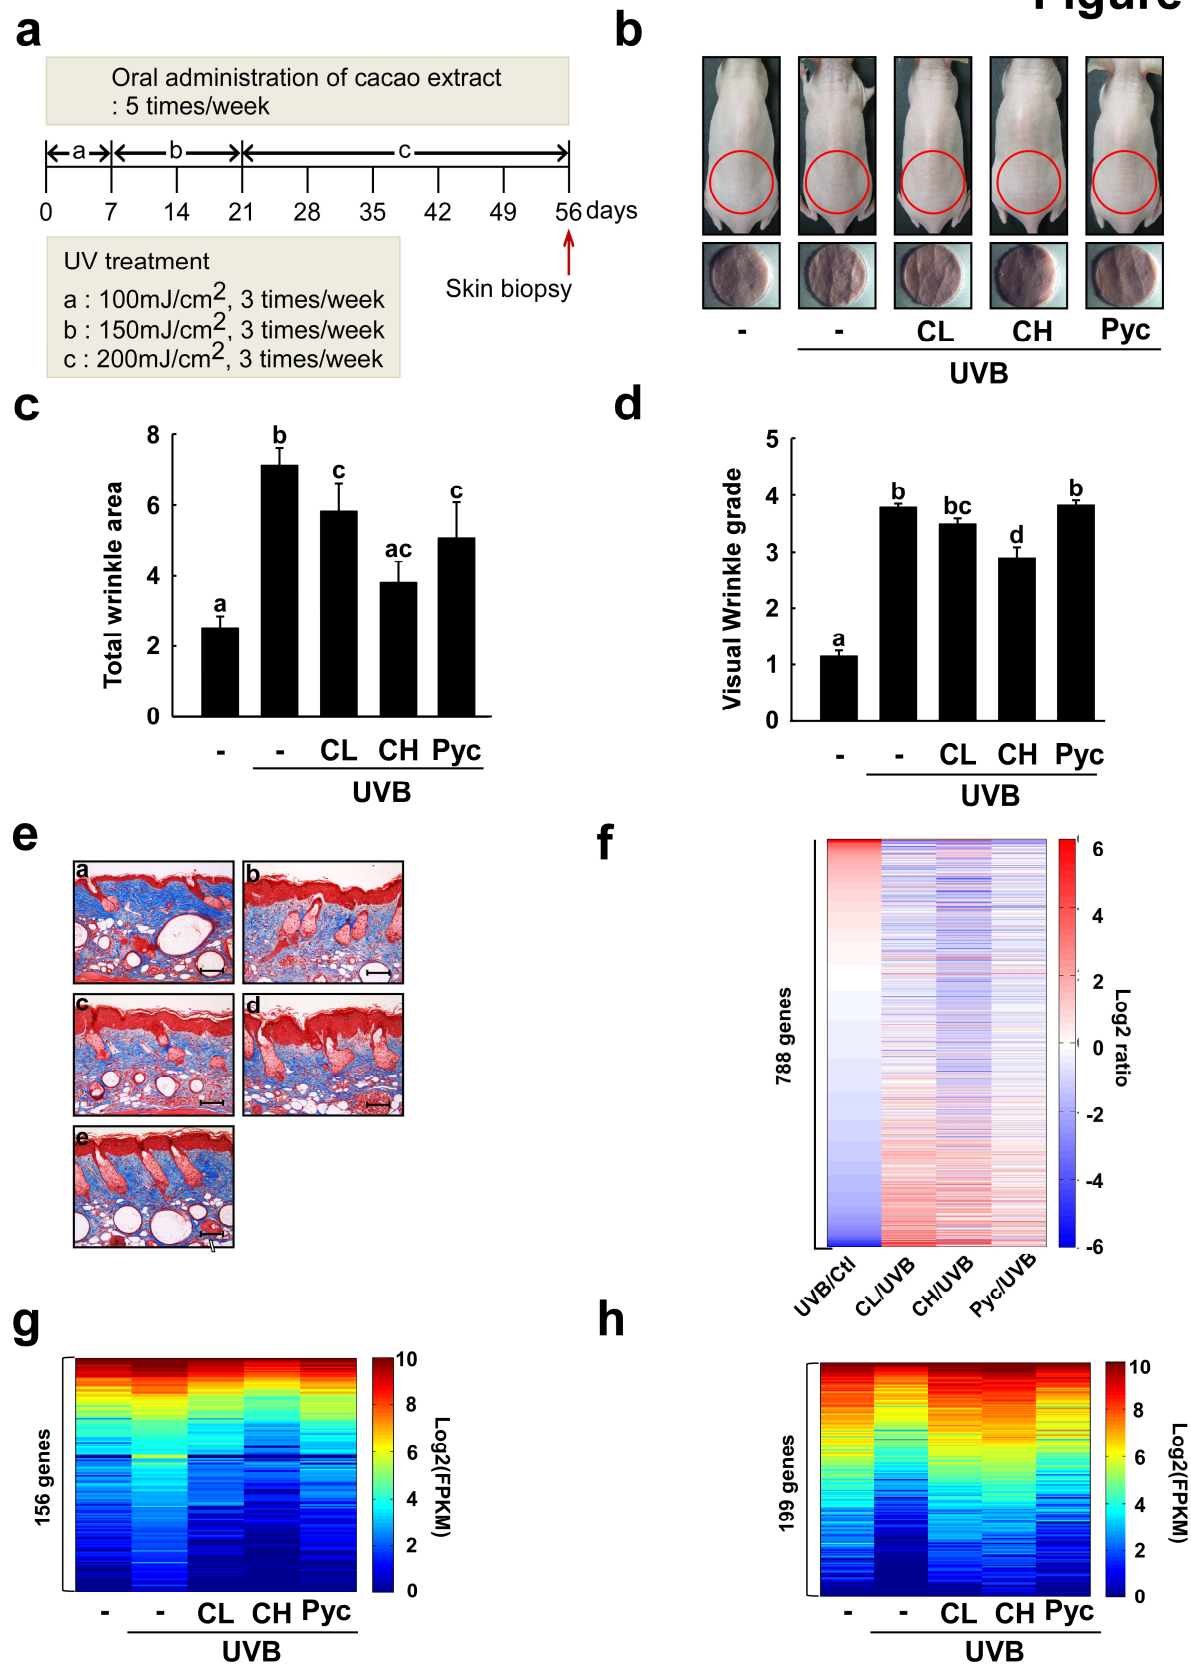 Figure
a
Oral administration of cacao extract
: 5 times/week
a b c
0 7 14 21 28 35 42 49 56 days
UV treatment
a : 100mJ/cm2, 3 times/week
b : 150mJ/cm2, 3 times/week
c : 200mJ/cm2, 3 times/week
Skin biopsy
b
- - CL CH Pyc
UVB
c
Total wrinkle area
8
6
4
2
0
a b c ac c
- - CL CH Pyc
UVB
d
Visual Wrinkle grade
5
4
3
2
1
0
a b bc d b
- - CL CH Pyc
UVB
e
a b
c d
e
f
788 genes
UVB/Ctl CL/UVB CH/UVB Pyc/UVB
6
4
2
0
-2
-4
-6
Log2 ratio
g
156 genes
10
8
6
4
2
0
Log2(FPKM)
- - CL CH Pyc
UVB
h
199 genes
10
8
6
4
2
0
Log2(FPKM)
- - CL CH Pyc
UVB